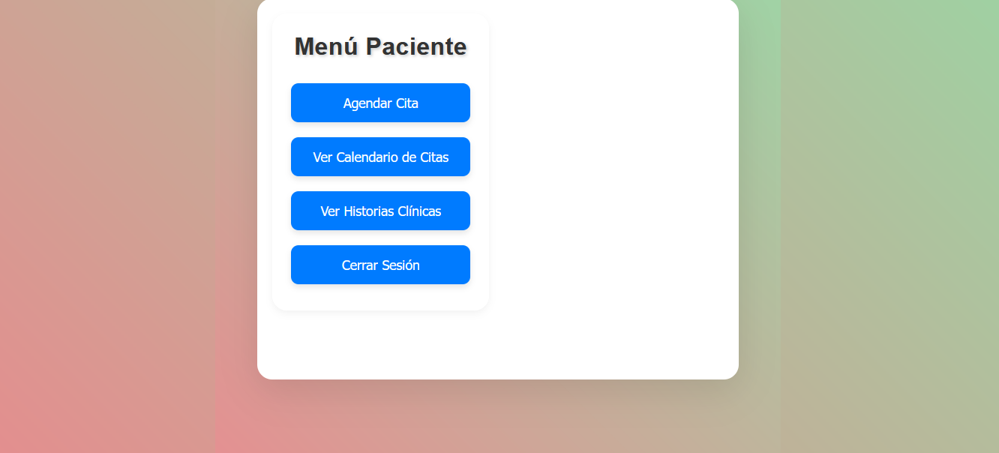 Menú Paciente
Agendar Cita
Ver Calendario de Citas
Ver Historias Clínicas
Cerrar Sesión